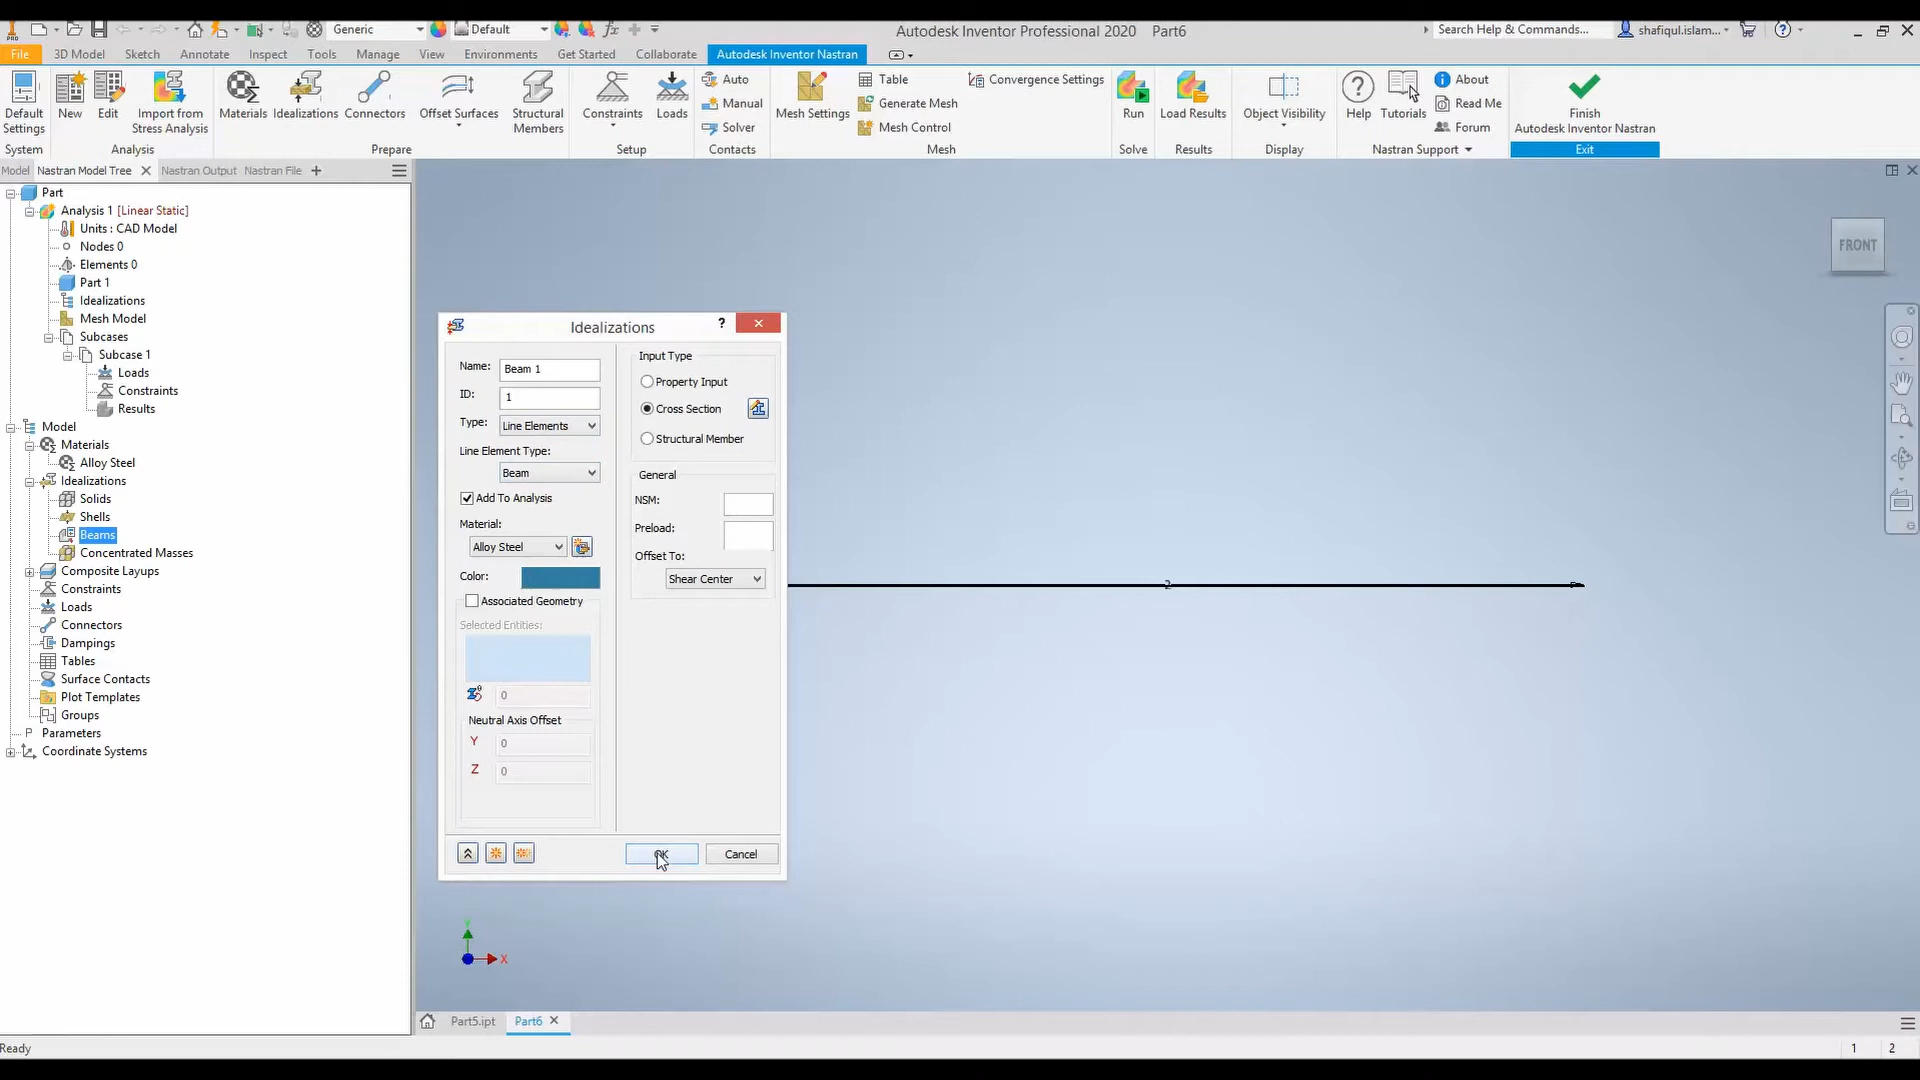 Generic
Default
Autodesk Inventor Professional 2020 Part6
Search Help & Commands...
shafiqul.islam...
File 3D Model Sketch Annotate Inspect Tools Manage View Environments Get Started Collaborate Autodesk Inventor Nastran
Default Settings
New
Edit
Import from Stress Analysis
Materials
Idealizations
Connectors
Offset Surfaces
Structural Members
Constraints
Loads
Auto
Manual
Solver
Mesh Settings
Table
Generate Mesh
Mesh Control
Convergence Settings
Run
Load Results
Object Visibility
Help
Tutorials
About
Read Me
Forum
Finish
Autodesk Inventor Nastran
System Analysis Prepare Setup Contacts Mesh Solve Results Display Nastran Support Exit
Model Nastran Model Tree Nastran Output Nastran File
Part
Analysis 1 [Linear Static]
Units : CAD Model
Nodes 0
Elements 0
Part 1
Idealizations
Mesh Model
Subcases
Subcase 1
Loads
Constraints
Results
Model
Materials
Alloy Steel
Idealizations
Solids
Shells
Beams
Concentrated Masses
Composite Layups
Constraints
Loads
Connectors
Dampings
Tables
Surface Contacts
Plot Templates
Groups
Parameters
Coordinate Systems
Idealizations
Name: Beam 1
ID: 1
Type: Line Elements
Line Element Type:
Beam
Add To Analysis
Material:
Alloy Steel
Color:
Associated Geometry
Selected Entities:
0
Neutral Axis Offset
Y 0
Z 0
Input Type
Property Input
Cross Section
Structural Member
General
NSM:
Preload:
Offset To:
Shear Center
OK Cancel
FRONT
2
Y
X
Part5.ipt Part6
Ready
1 2